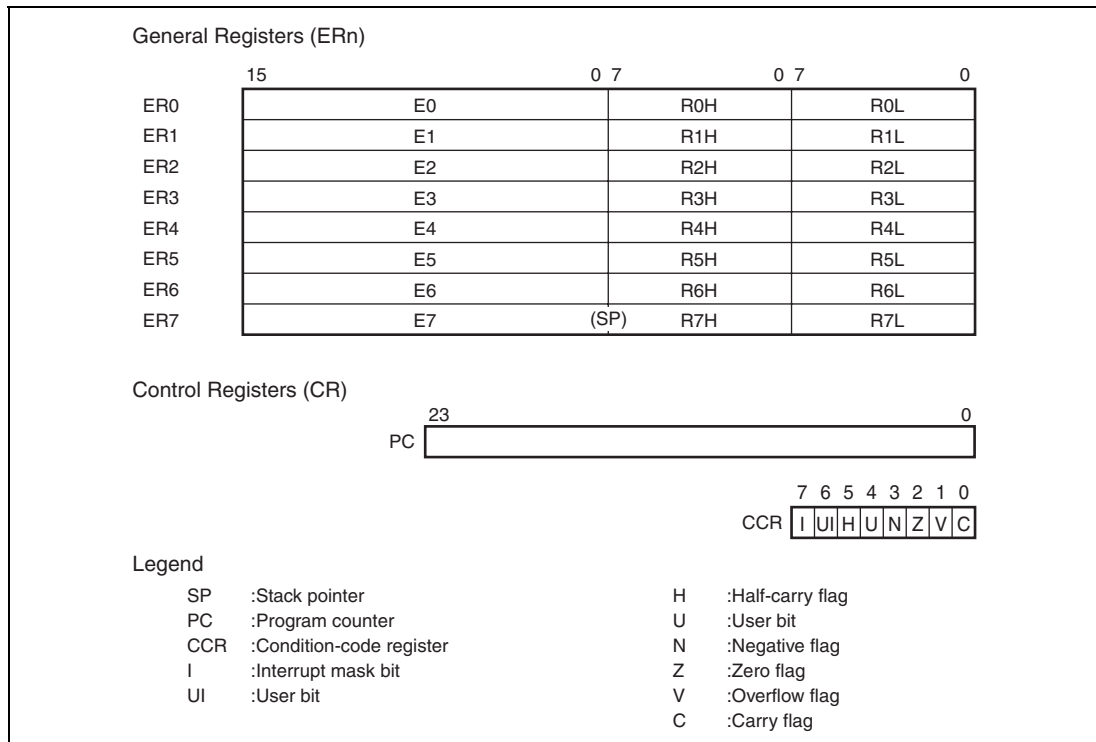 General Registers (ERn)
15 0 7 0 7 0
ER0 E0 R0H R0L
ER1 E1 R1H R1L
ER2 E2 R2H R2L
ER3 E3 R3H R3L
ER4 E4 R4H R4L
ER5 E5 R5H R5L
ER6 E6 R6H R6L
ER7 E7 (SP) R7H R7L
Control Registers (CR)
23 0
PC
7 6 5 4 3 2 1 0
CCR I UI H U N Z V C
Legend
SP :Stack pointer
PC :Program counter
CCR :Condition-code register
I :Interrupt mask bit
UI :User bit
H :Half-carry flag
U :User bit
N :Negative flag
Z :Zero flag
V :Overflow flag
C :Carry flag